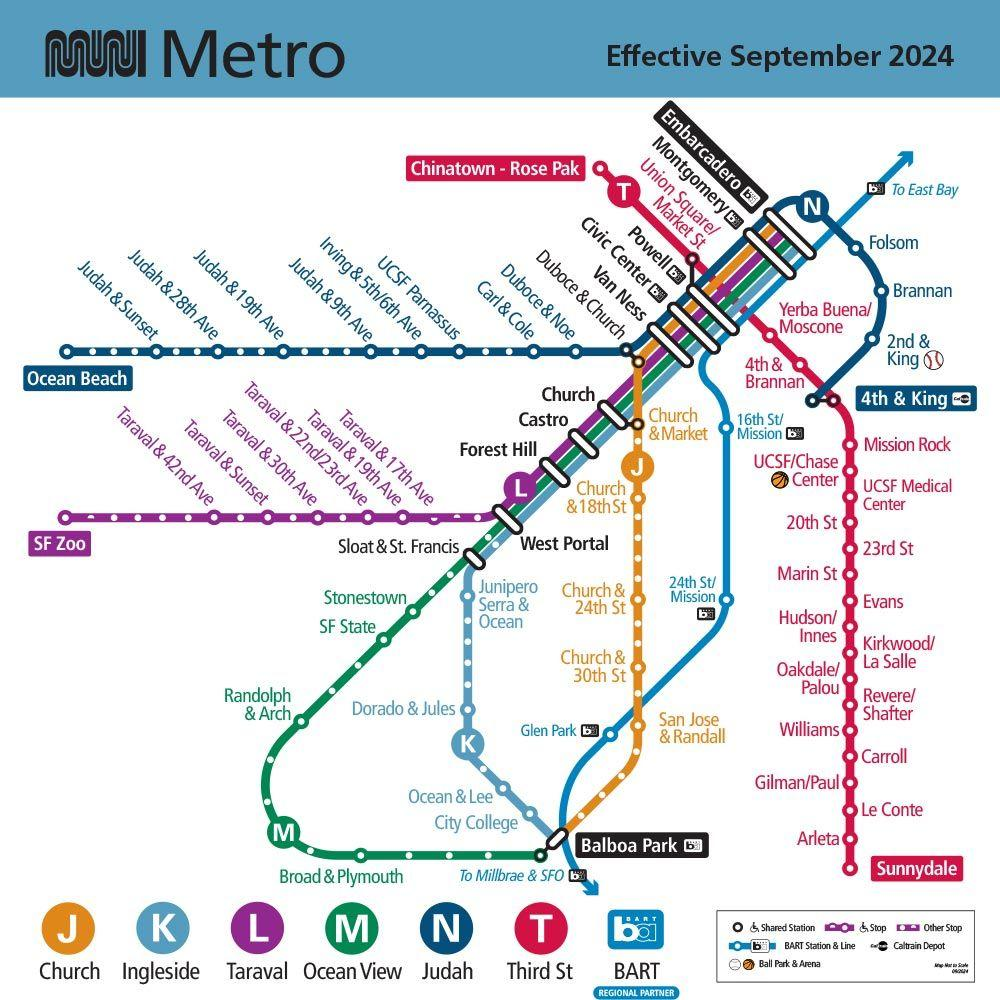 MUNI Metro
Effective September 2024
Chinatown - Rose Pak
T
Union Square/
Market St
Embarcadero
Montgomery
Powell
Civic Center
Van Ness
N
To East Bay
Folsom
Brannan
2nd &
King
4th & King
Yerba Buena/
Moscone
4th &
Brannan
Judah & Sunset
Judah & 28th Ave
Judah & 19th Ave
Judah & 9th Ave
Irving & 5th/6th Ave
UCSF Parnassus
Carl & Cole
Duboce & Noe
Duboce & Church
Ocean Beach
Taraval & 42nd Ave
Taraval & Sunset
Taraval & 30th Ave
Taraval & 22nd/23rd Ave
Taraval & 19th Ave
Taraval & 17th Ave
SF Zoo
L
Church
Castro
Forest Hill
West Portal
Sloat & St. Francis
Church
& Market
J
Church
& 18th St
Church &
24th St
Church &
30th St
San Jose
& Randall
16th St/
Mission
24th St/
Mission
Glen Park
Stonestown
SF State
Randolph
& Arch
M
Broad & Plymouth
Junipero
Serra &
Ocean
Dorado & Jules
K
Ocean & Lee
City College
Balboa Park
To Millbrae & SFO
Mission Rock
UCSF/Chase
Center
UCSF Medical
Center
20th St
23rd St
Marin St
Evans
Hudson/
Innes
Kirkwood/
La Salle
Oakdale/
Palou
Revere/
Shafter
Williams
Carroll
Gilman/Paul
Le Conte
Arleta
Sunnydale
J
Church
K
Ingleside
L
Taraval
M
Ocean View
N
Judah
T
Third St
BART
ba
BART
REGIONAL PARTNER
Shared Station
Stop
Other Stop
BART Station & Line
Caltrain Depot
Ball Park & Arena
Map Not to Scale
09/2024